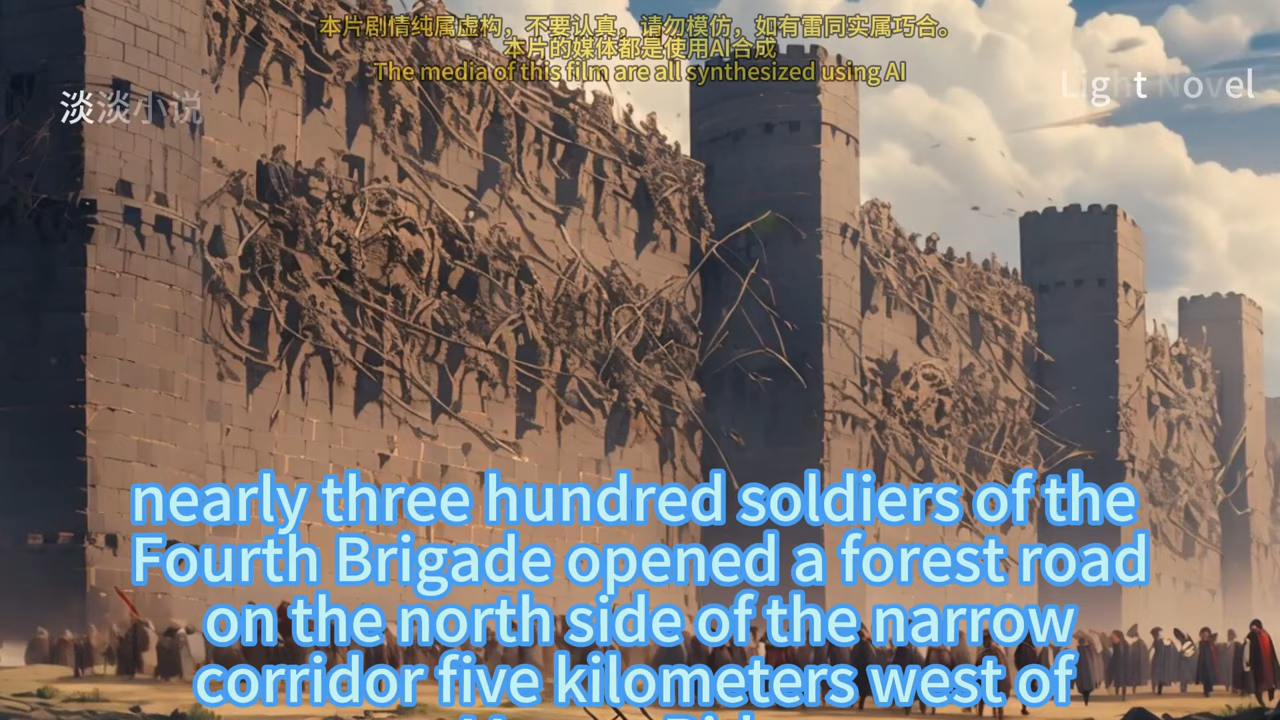 本片剧情纯属虚构，不要认真，请勿模仿，如有雷同实属巧合。
本片的媒体都是使用AI合成
The media of this film are all synthesized using AI
淡淡小说
Light Novel
nearly three hundred soldiers of the
Fourth Brigade opened a forest road
on the north side of the narrow
corridor five kilometers west of